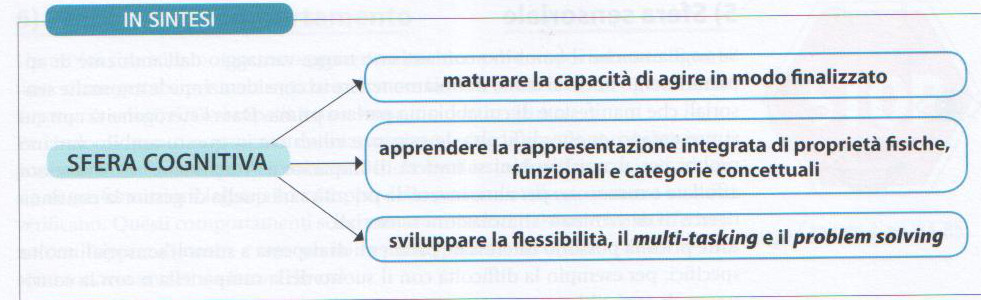 IN SINTESI
maturare la capacità di agire in modo finalizzato
SFERA COGNITIVA
apprendere la rappresentazione integrata di proprietà fisiche,
funzionali e categorie concettuali
sviluppare la flessibilità, il multi-tasking e il problem solving